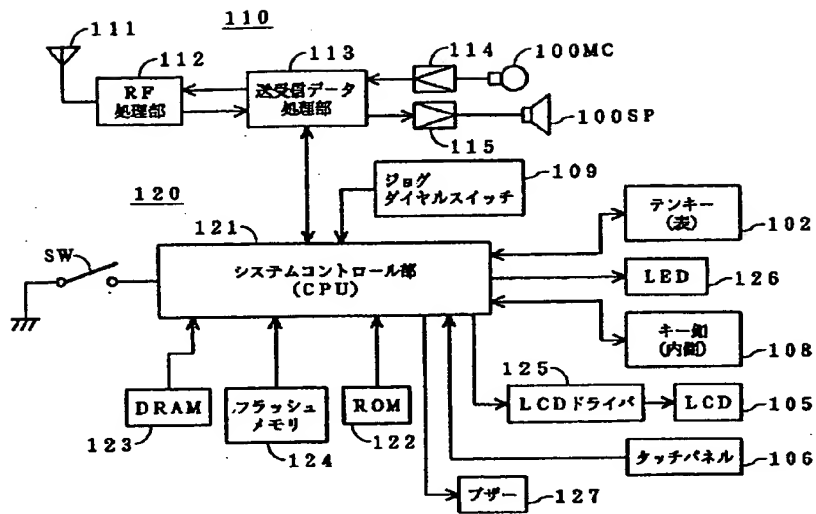 111
110
112
113
114
100MC
RF
処理部
送受信データ
処理部
115
100SP
ジョグ
ダイヤルスイッチ
109
120
121
SW
システムコントロール部
(CPU)
テンキー
(表)
102
LED
126
キー釦
(内側)
108
125
LCDドライバ
LCD
105
DRAM
123
フラッシュ
メモリ
124
ROM
122
タッチパネル
106
ブザー
127